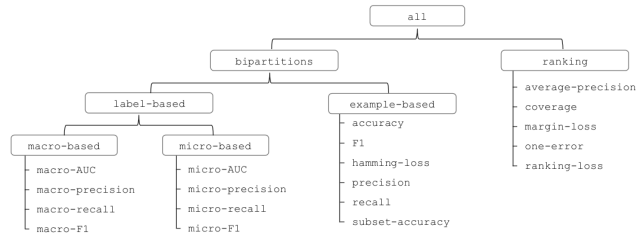 all
bipartitions
ranking
label-based
example-based
macro-based
micro-based
macro-AUC
macro-precision
macro-recall
macro-F1
micro-AUC
micro-precision
micro-recall
micro-F1
accuracy
F1
hamming-loss
precision
recall
subset-accuracy
average-precision
coverage
margin-loss
one-error
ranking-loss